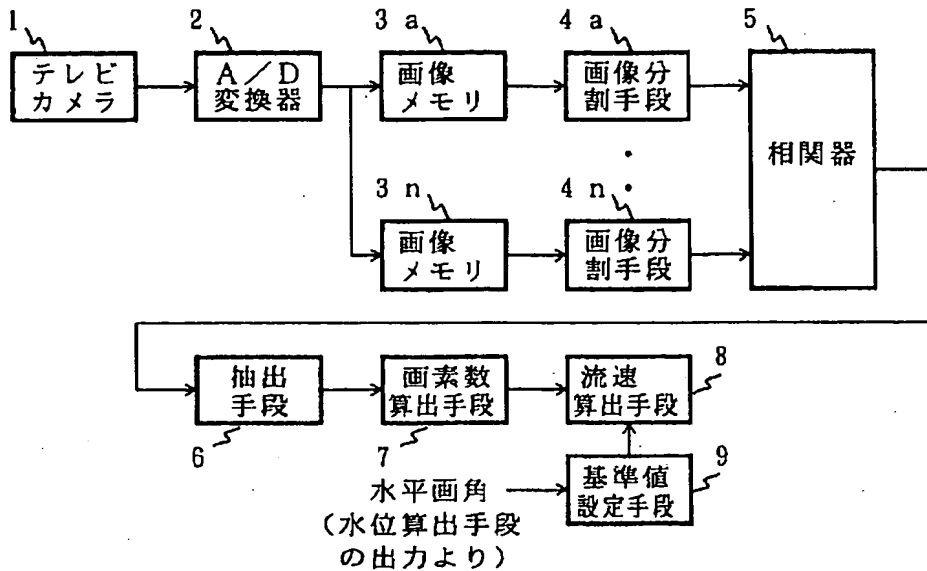 1
2
3 a
4 a
5
テレビ
カメラ
A/D
変換器
画像
メモリ
画像分
割手段
相関器
3 n
4 n
画像
メモリ
画像分
割手段
抽出
手段
画素数
算出手段
流速
算出手段
8
6
7
基準値
設定手段
9
水平画角
(水位算出手段
の出力より)